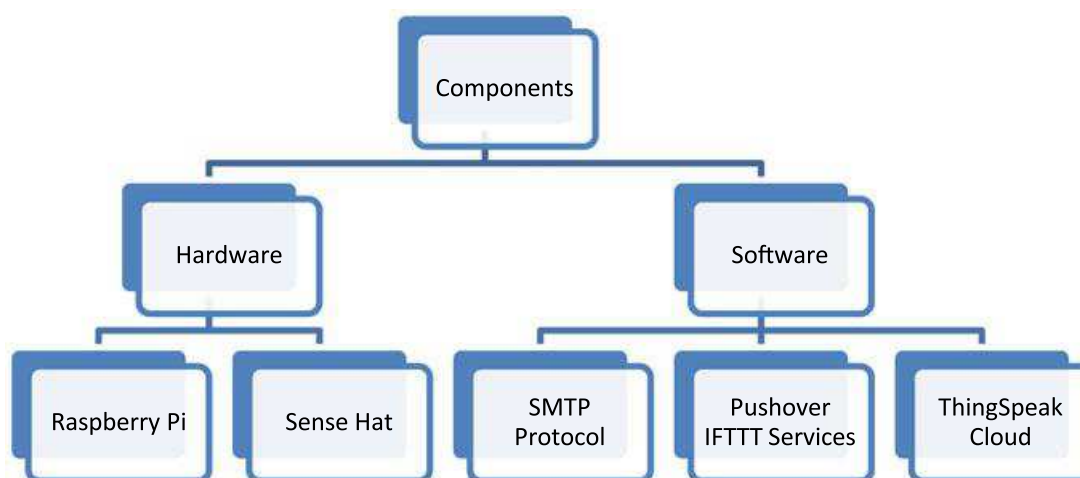 Components
Hardware
Software
Raspberry Pi
Sense Hat
SMTP
Protocol
Pushover
IFTTT Services
ThingSpeak
Cloud